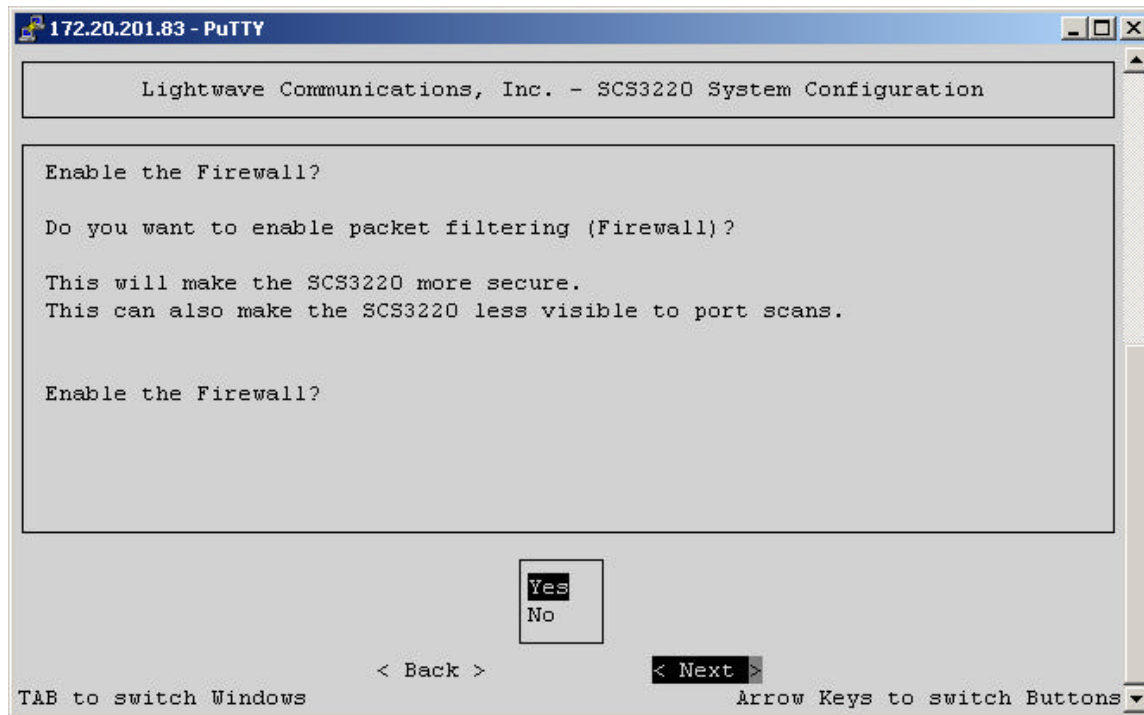 172.20.201.83 - PuTTY
Lightwave Communications, Inc. - SCS3220 System Configuration
Enable the Firewall?
Do you want to enable packet filtering (Firewall)?
This will make the SCS3220 more secure.
This can also make the SCS3220 less visible to port scans.
Enable the Firewall?
Yes
No
< Back > < Next >
TAB to switch Windows Arrow Keys to switch Buttons